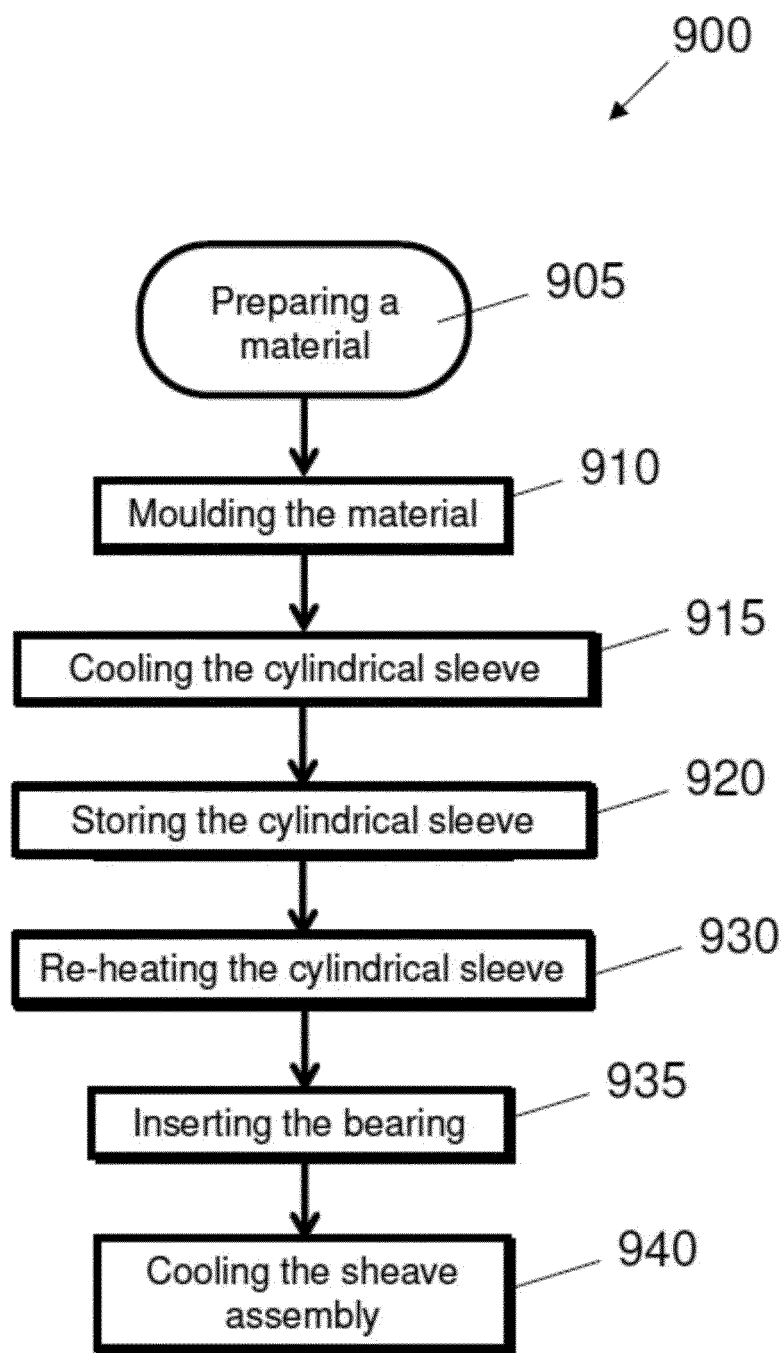 900
Preparing a
material
905
Moulding the material
910
Cooling the cylindrical sleeve
915
Storing the cylindrical sleeve
920
Re-heating the cylindrical sleeve
930
Inserting the bearing
935
Cooling the sheave
assembly
940